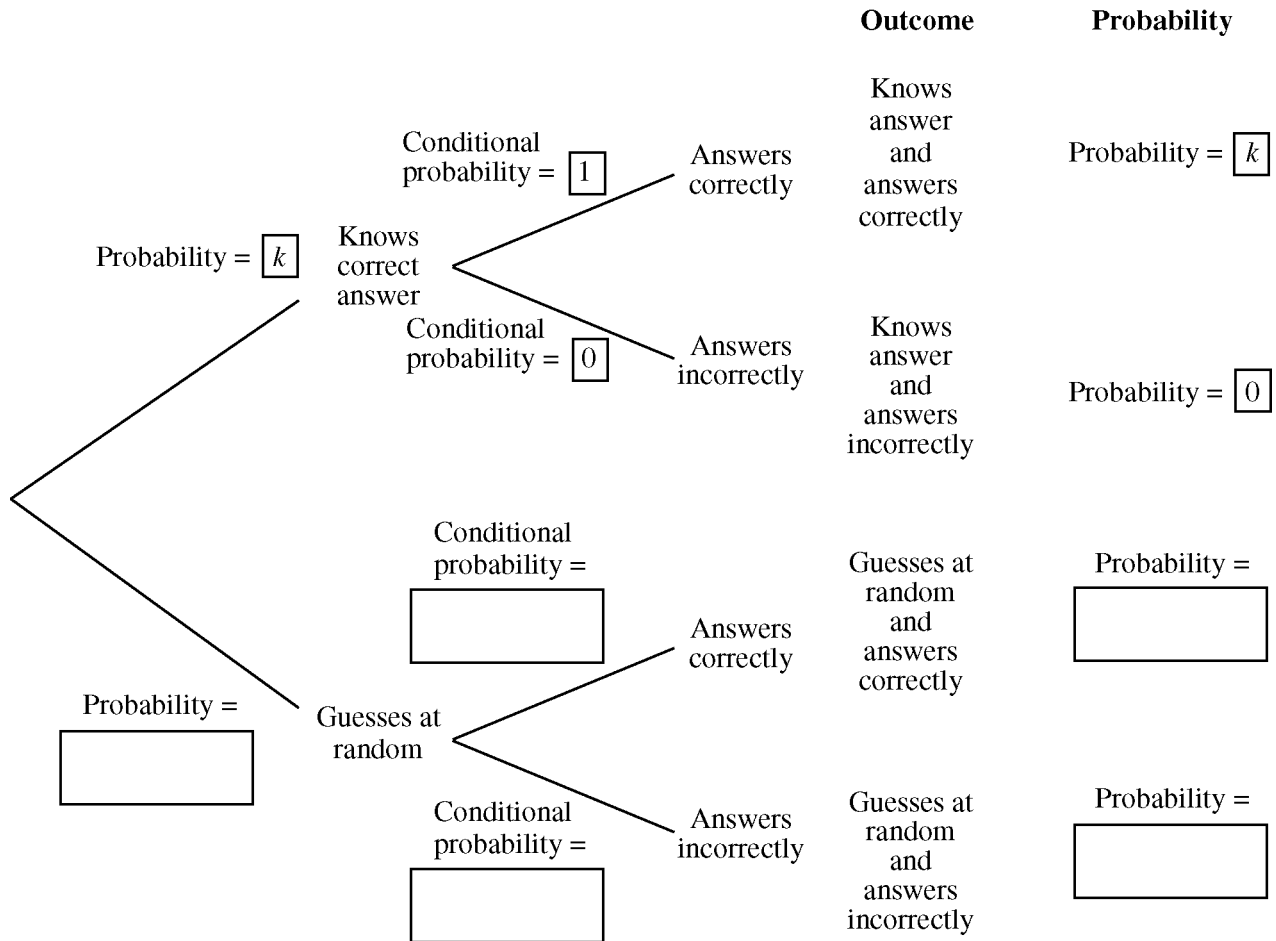 Outcome
Probability
Knows
answer
and
answers
correctly
Conditional
probability = 1
Answers
correctly
Probability = k
Probability = k
Knows
correct
answer
Conditional
probability = 0
Answers
incorrectly
Knows
answer
and
answers
incorrectly
Probability = 0
Conditional
probability =
Answers
correctly
Guesses at
random
and
answers
correctly
Probability =
Probability =
Guesses at
random
Conditional
probability =
Answers
incorrectly
Guesses at
random
and
answers
incorrectly
Probability =